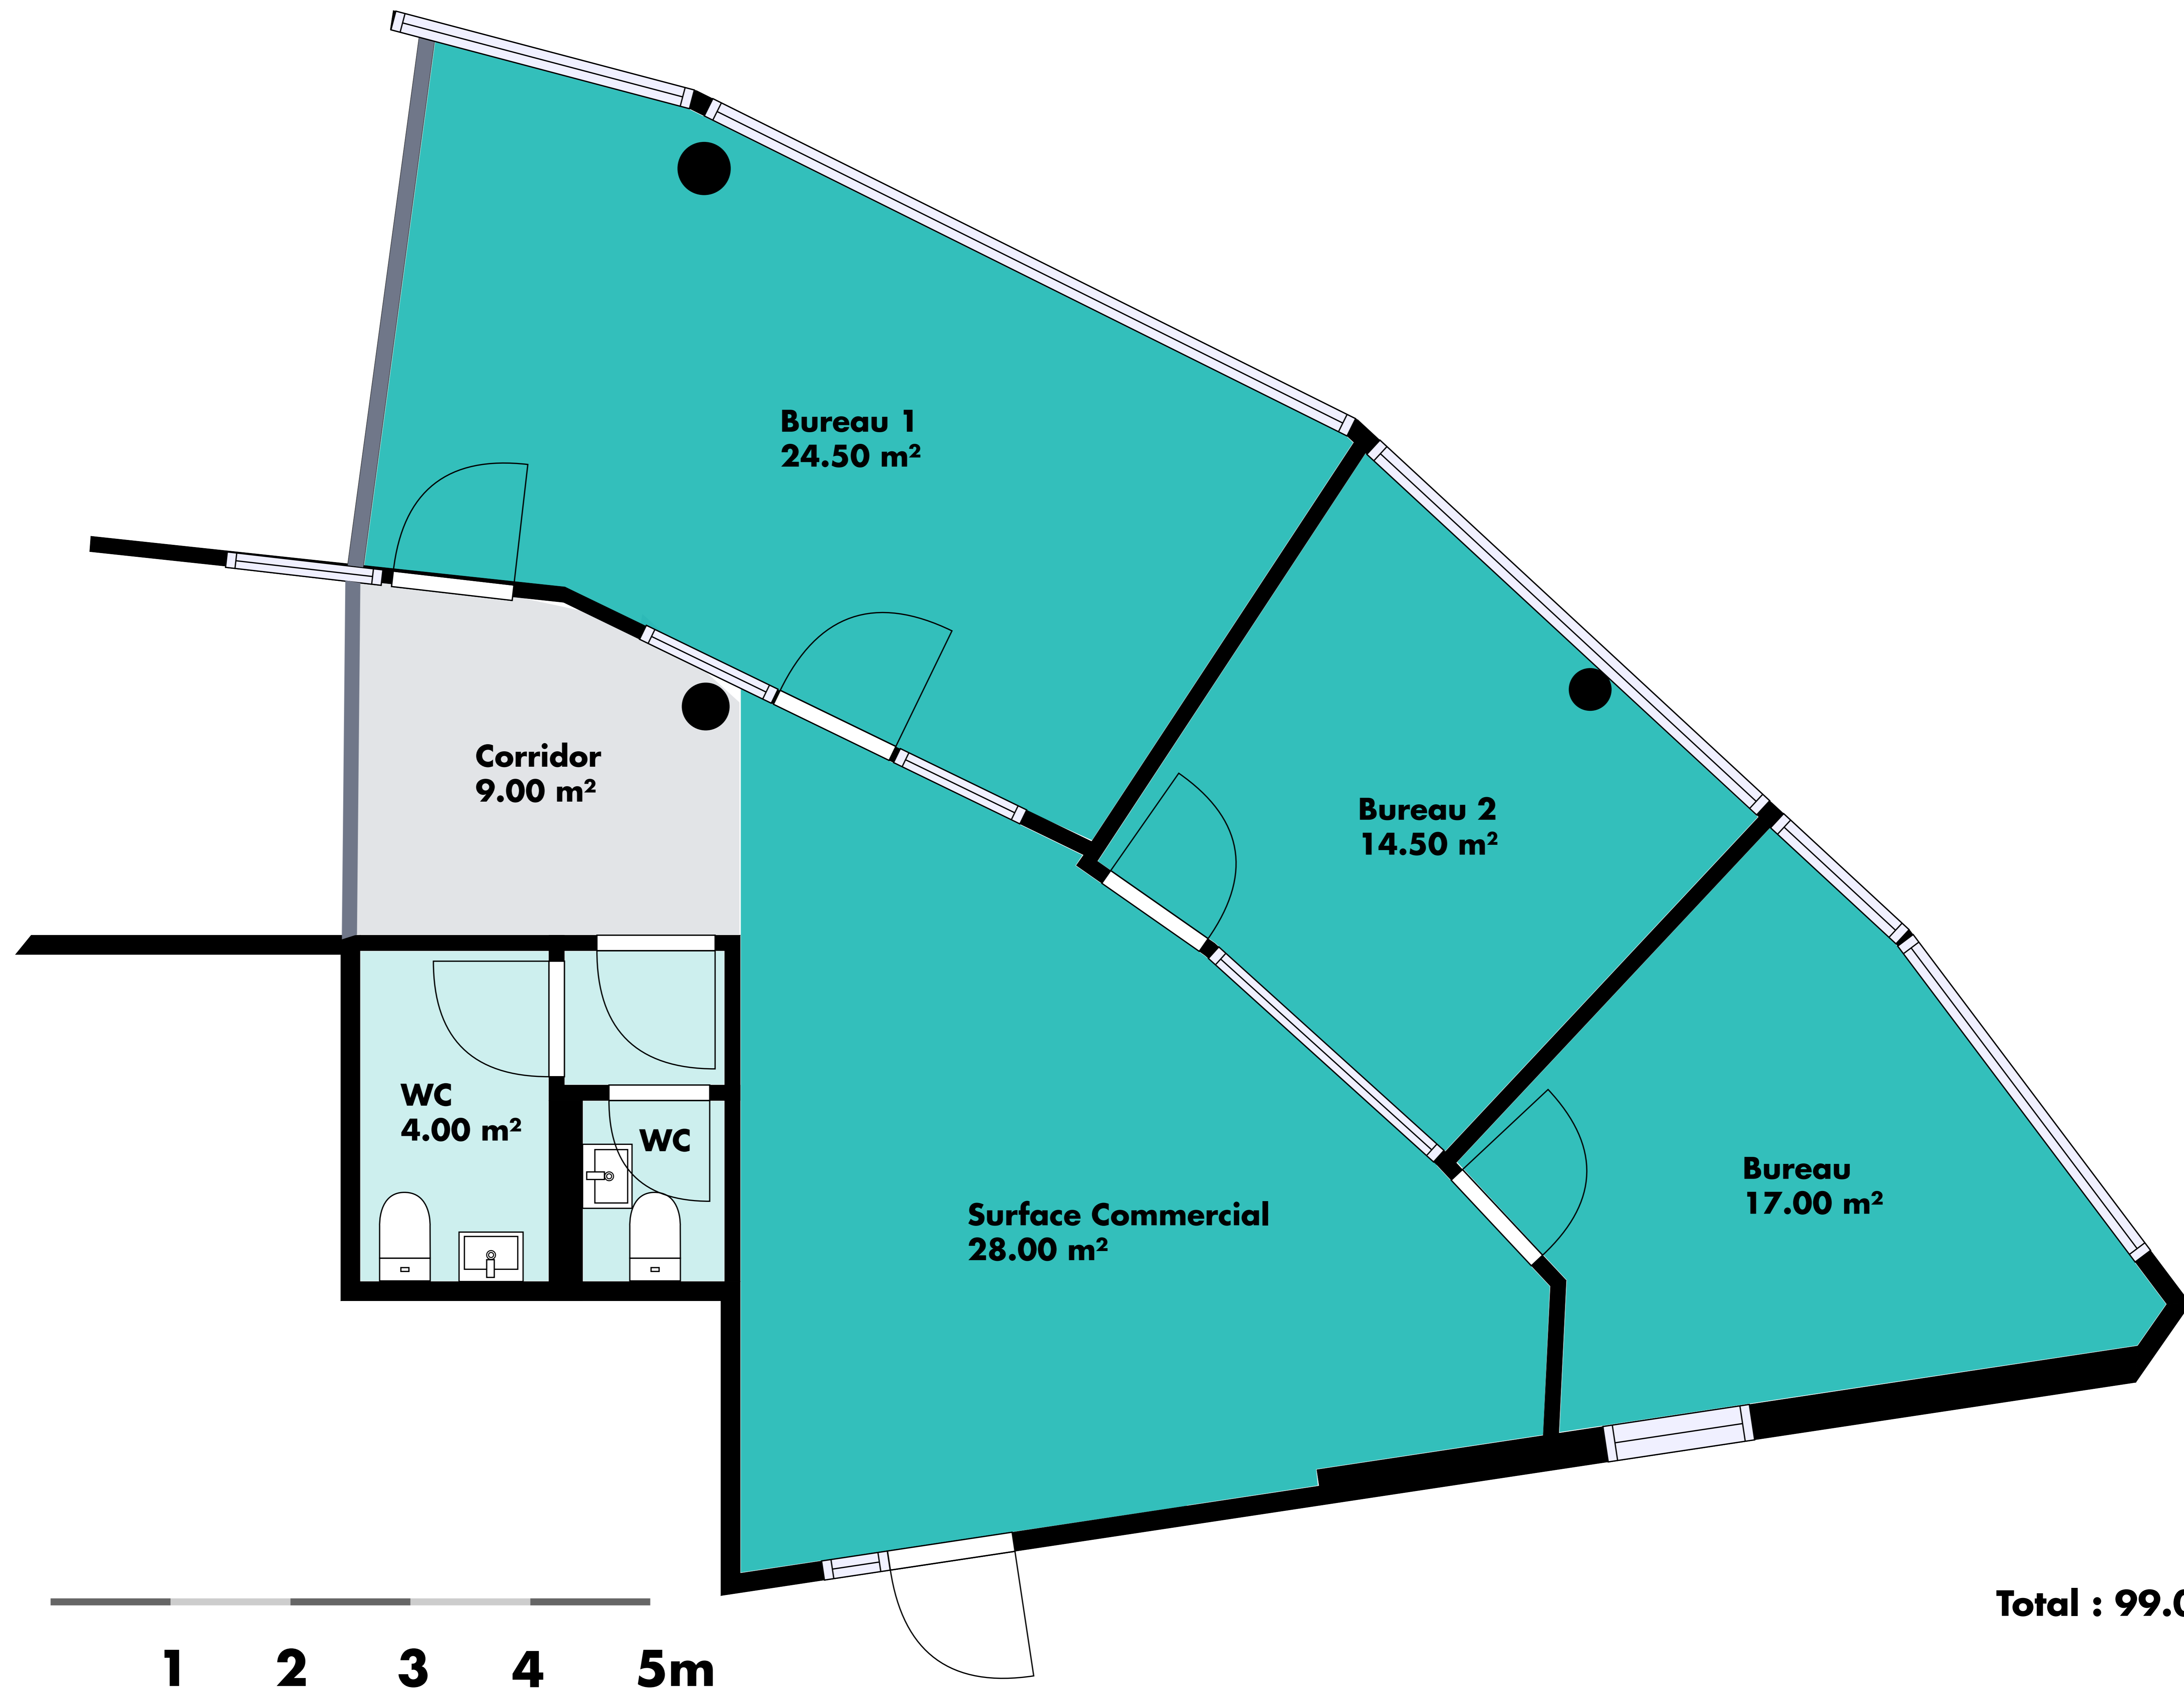 Bureau 1
24.50 m²
Corridor
9.00 m²
Bureau 2
14.50 m²
WC
4.00 m²
WC
Bureau
17.00 m²
Surface Commercial
28.00 m²
Total : 99.0
1 2 3 4 5m